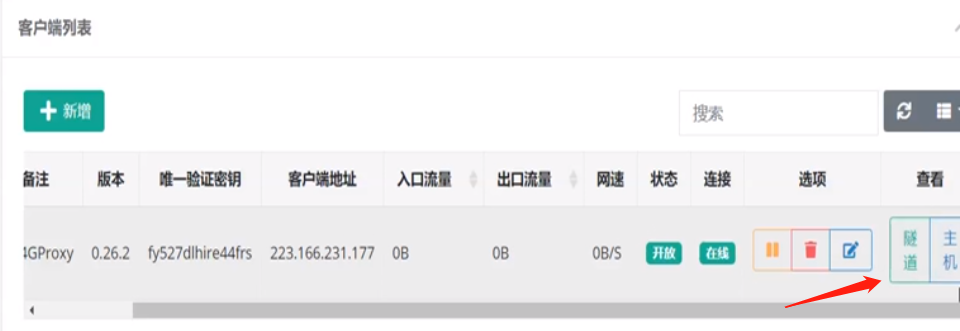 客户端列表
新增
搜索
备注 版本 唯一验证密钥 客户端地址 入口流量 出口流量 网速 状态 连接 选项 查看
4GProxy 0.26.2 fy527dlhire44frs 223.166.231.177 0B 0B 0B/S 开放 在线 隧道 主机